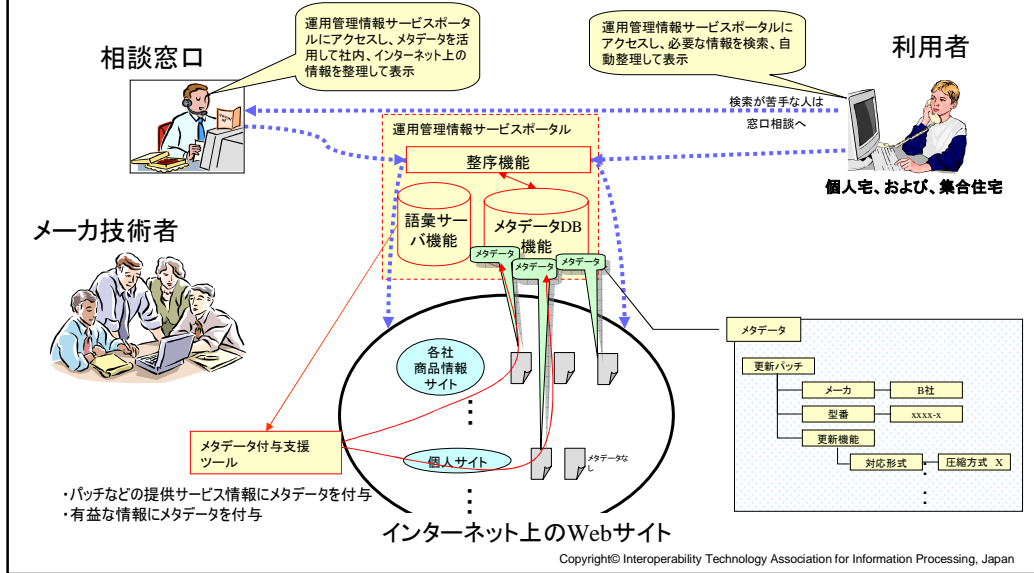 運用管理情報サービスポータ
ルにアクセスし、メタデータを活
用して社内、インターネット上の
情報を整理して表示
運用管理情報サービスポータルに
アクセスし、必要な情報を検索、自
動整理して表示
相談窓口
利用者
検索が苦手な人は
窓口相談へ
運用管理情報サービスポータル
整序機能
語彙サー
バ機能
メタデータDB
機能
個人宅、および、集合住宅
メーカ技術者
メタデータ
メタデータ
メタデータ
各社
商品情報
サイト
メタデータ
更新パッチ
メーカ
B社
型番
xxxx-x
更新機能
対応形式
圧縮方式 X
メタデータ付与支援
ツール
個人サイト
メタデータな
し
・パッチなどの提供サービス情報にメタデータを付与
・有益な情報にメタデータを付与
インターネット上のWebサイト
Copyright© Interoperability Technology Association for Information Processing, Japan